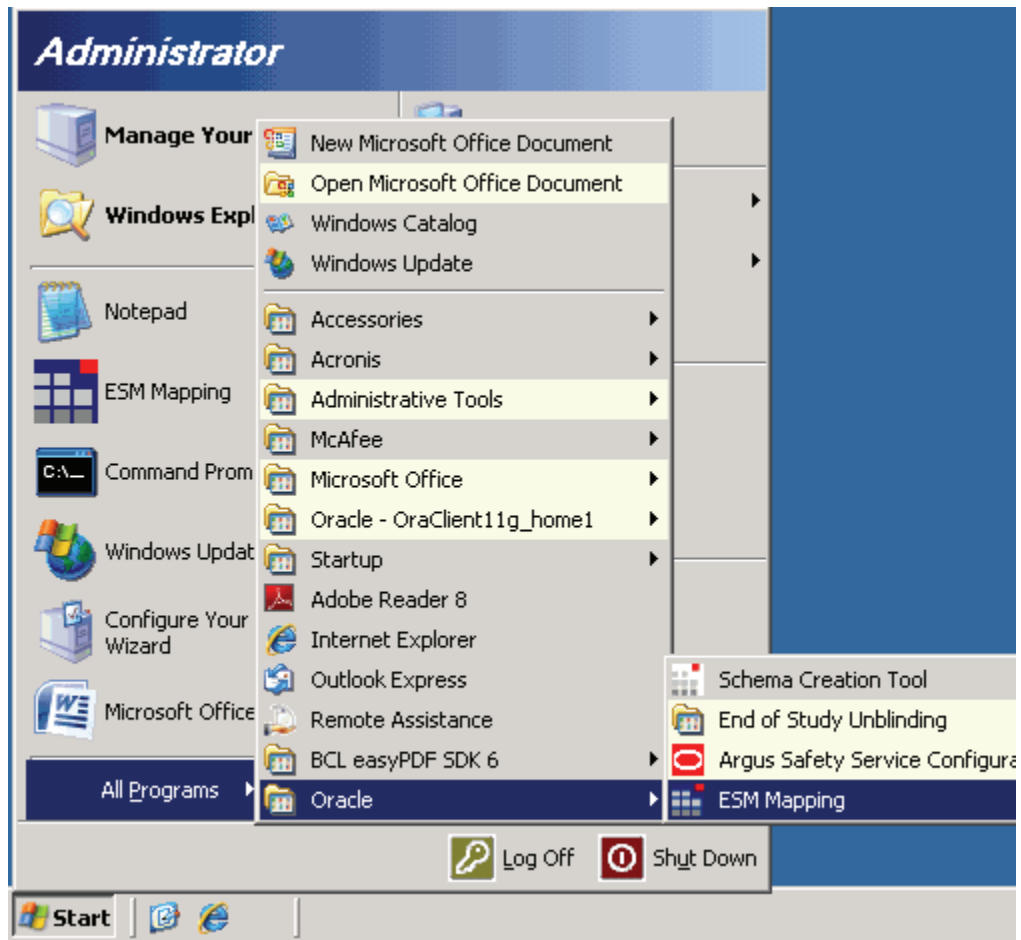 Administrator
Manage Your
Windows Expl
Notepad
ESM Mapping
C:\_
Command Prom
Windows Updat
Configure Your
Wizard
Microsoft Office
All Programs
New Microsoft Office Document
Open Microsoft Office Document
Windows Catalog
Windows Update
Accessories
Acronis
Administrative Tools
McAfee
Microsoft Office
Oracle - OraClient11g_home1
Startup
Adobe Reader 8
Internet Explorer
Outlook Express
Remote Assistance
BCL easyPDF SDK 6
Oracle
Schema Creation Tool
End of Study Unblinding
Argus Safety Service Configura
ESM Mapping
Log Off
Shut Down
Start